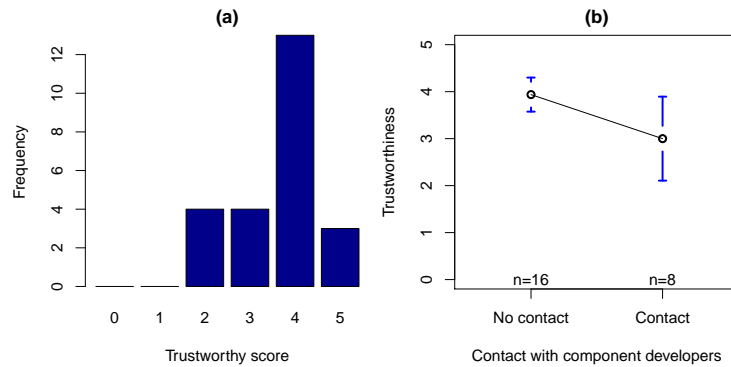 (a)
Frequency
12
10
8
6
4
2
0
0 1 2 3 4 5
Trustworthy score
(b)
Trustworthiness
5
4
3
2
1
0
n=16 n=8
No contact Contact
Contact with component developers